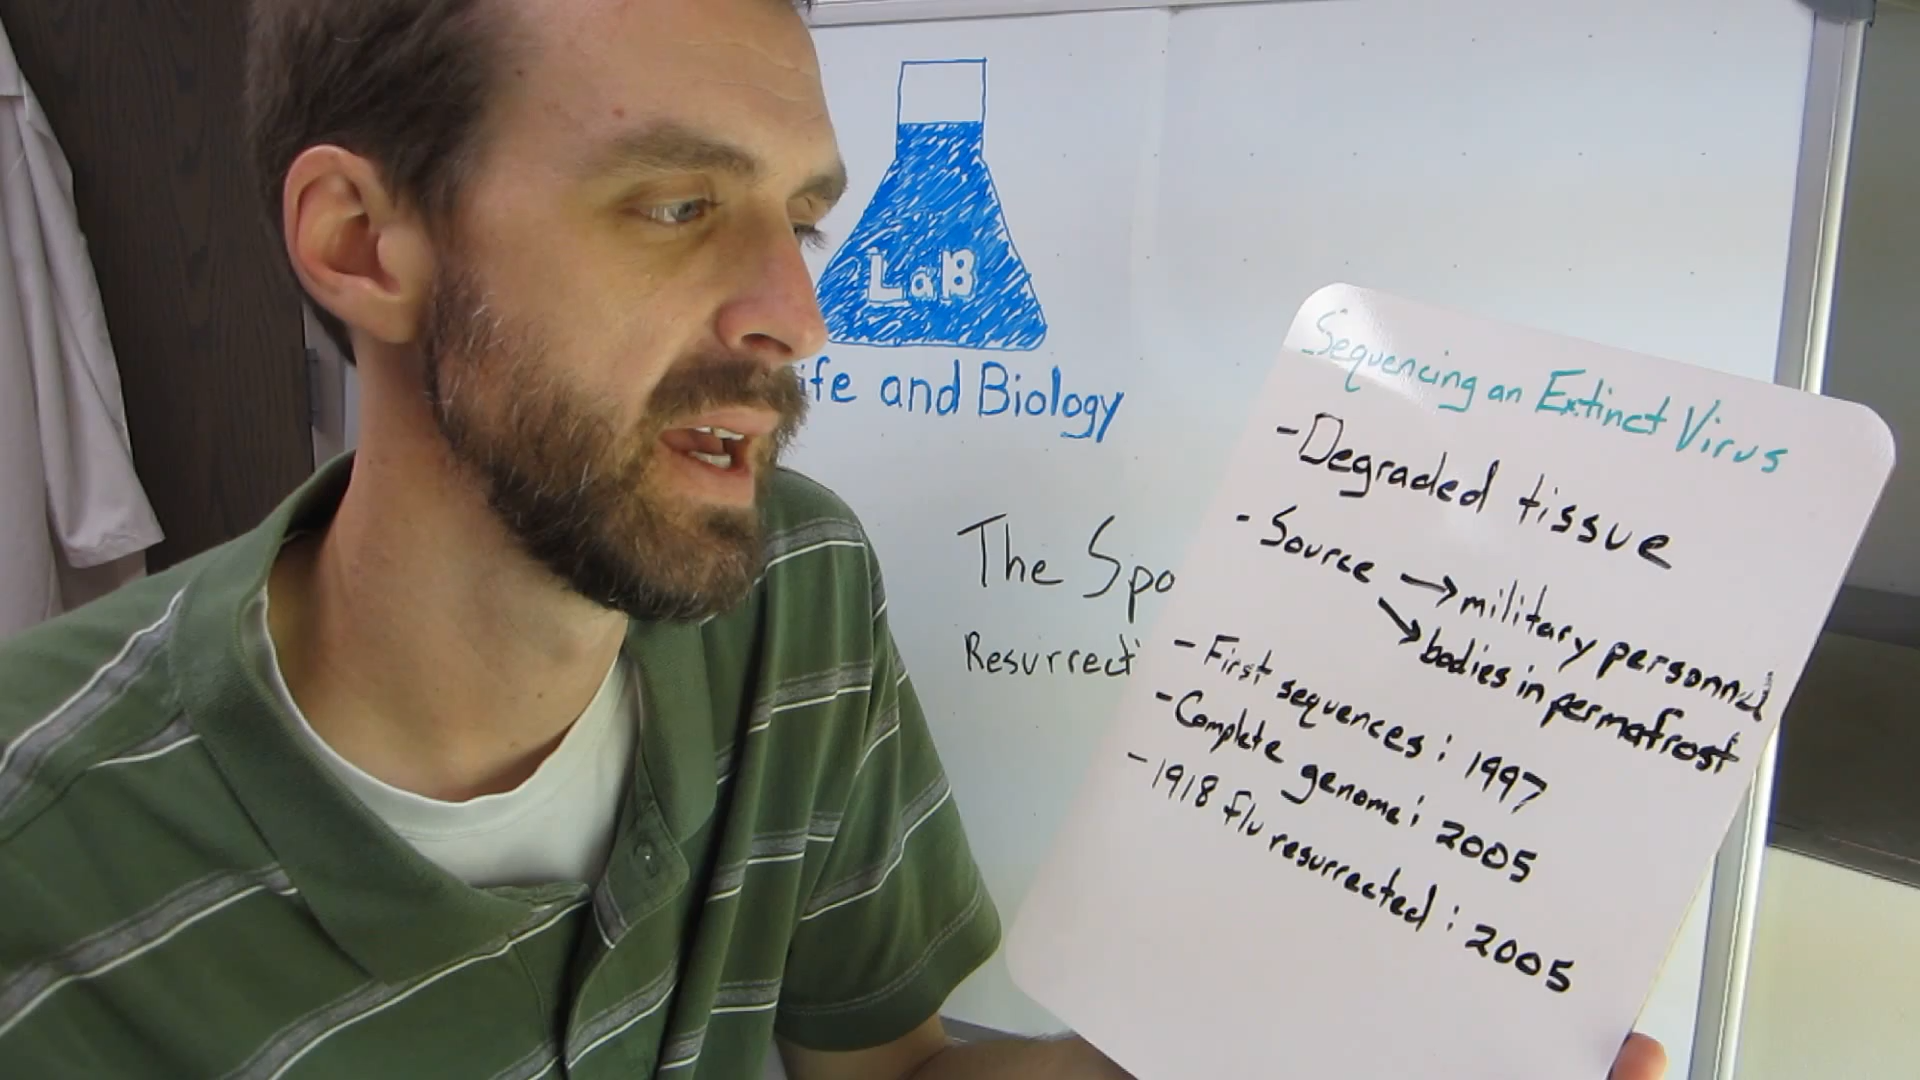 LaB
ife and Biology
The Spo
Resurrecti
Sequencing an Extinct Virus
- Degraded tissue
- Source → military personnel
↘ bodies in permafrost
- First sequences: 1997
- Complete genome: 2005
- 1918 flu resurrected: 2005